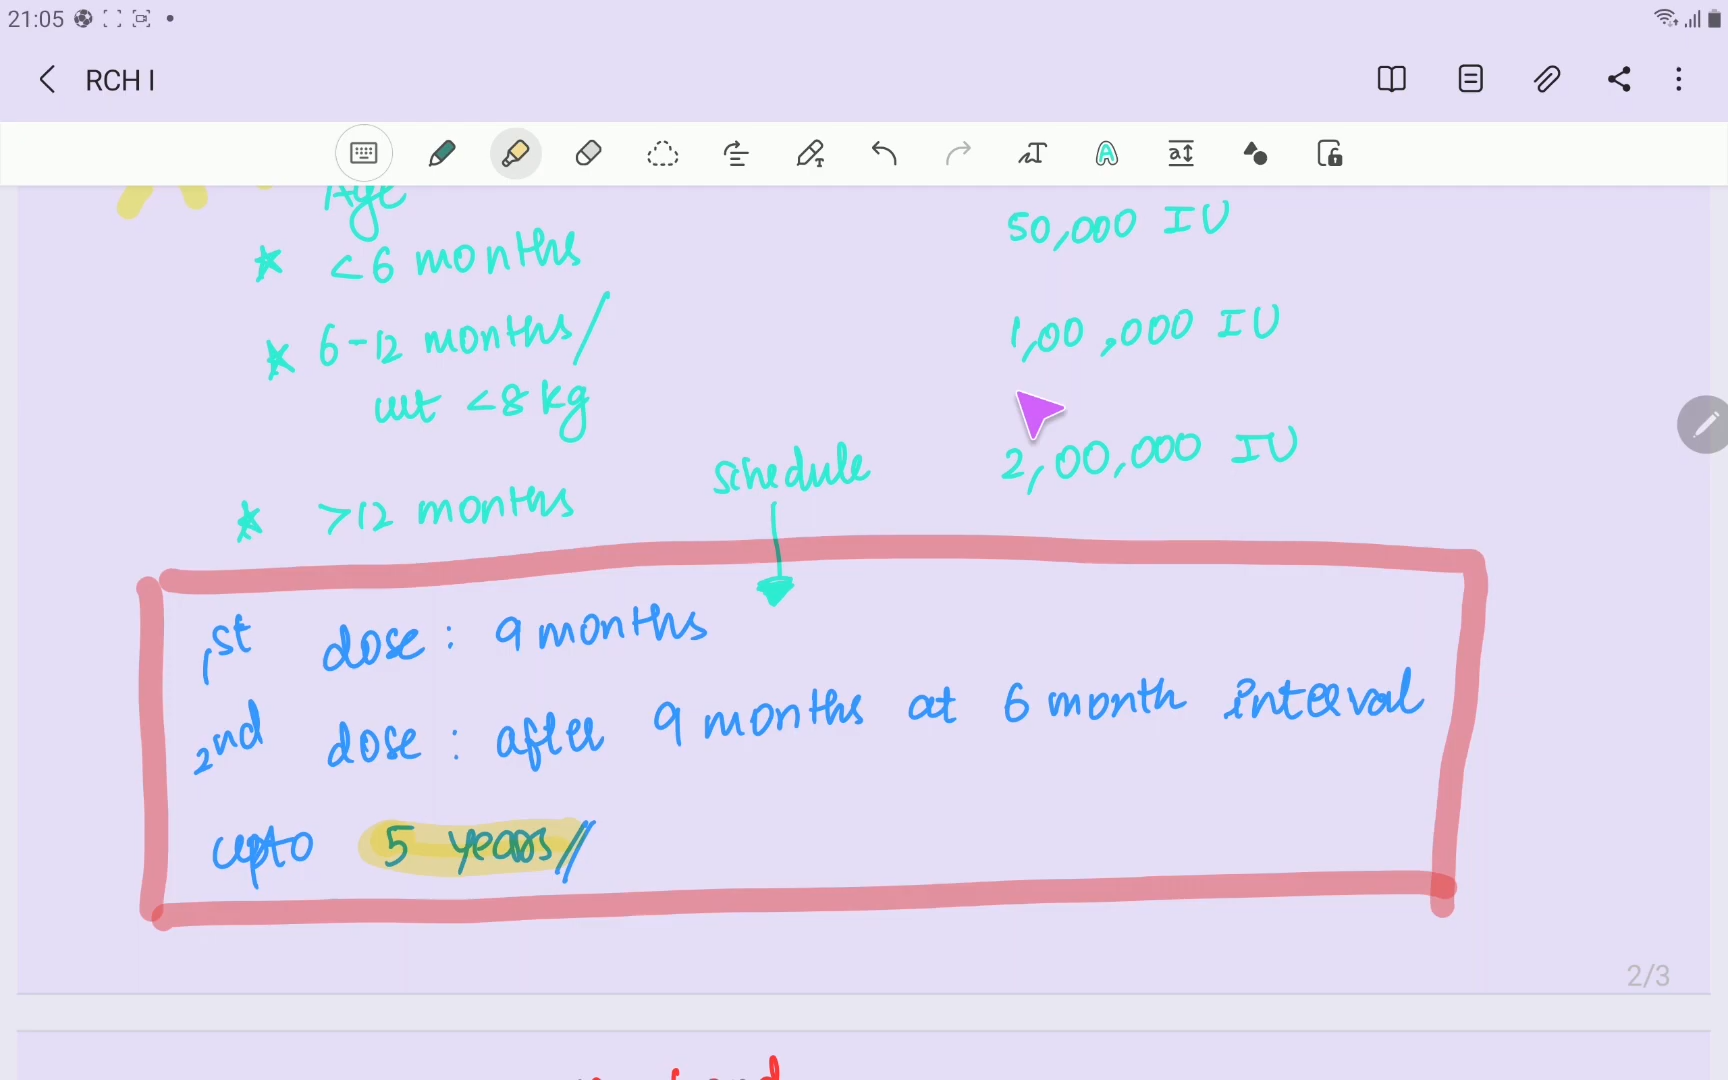 21:05
RCH I
Age
* <6 months 50,000 IU
* 6-12 months/ 1,00,000 IU
wt <8 kg
* >12 months 2,00,000 IU
schedule
1st dose : 9 months
2nd dose : after 9 months at 6 month interval
upto 5 years//
2/3